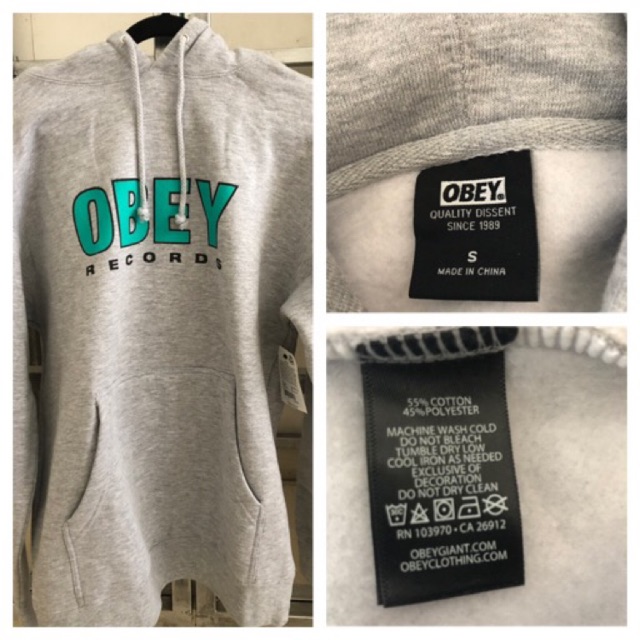 OBEY
RECORDS
OBEY®
QUALITY DISSENT
SINCE 1989
S
MADE IN CHINA
55% COTTON
45%POLYESTER
MACHINE WASH COLD
DO NOT BLEACH
TUMBLE DRY LOW
COOL IRON AS NEEDED
EXCLUSIVE OF
DECORATION
DO NOT DRY CLEAN
RN 103970 • CA 26912
OBEYGIANT.COM
OBEYCLOTHING.COM